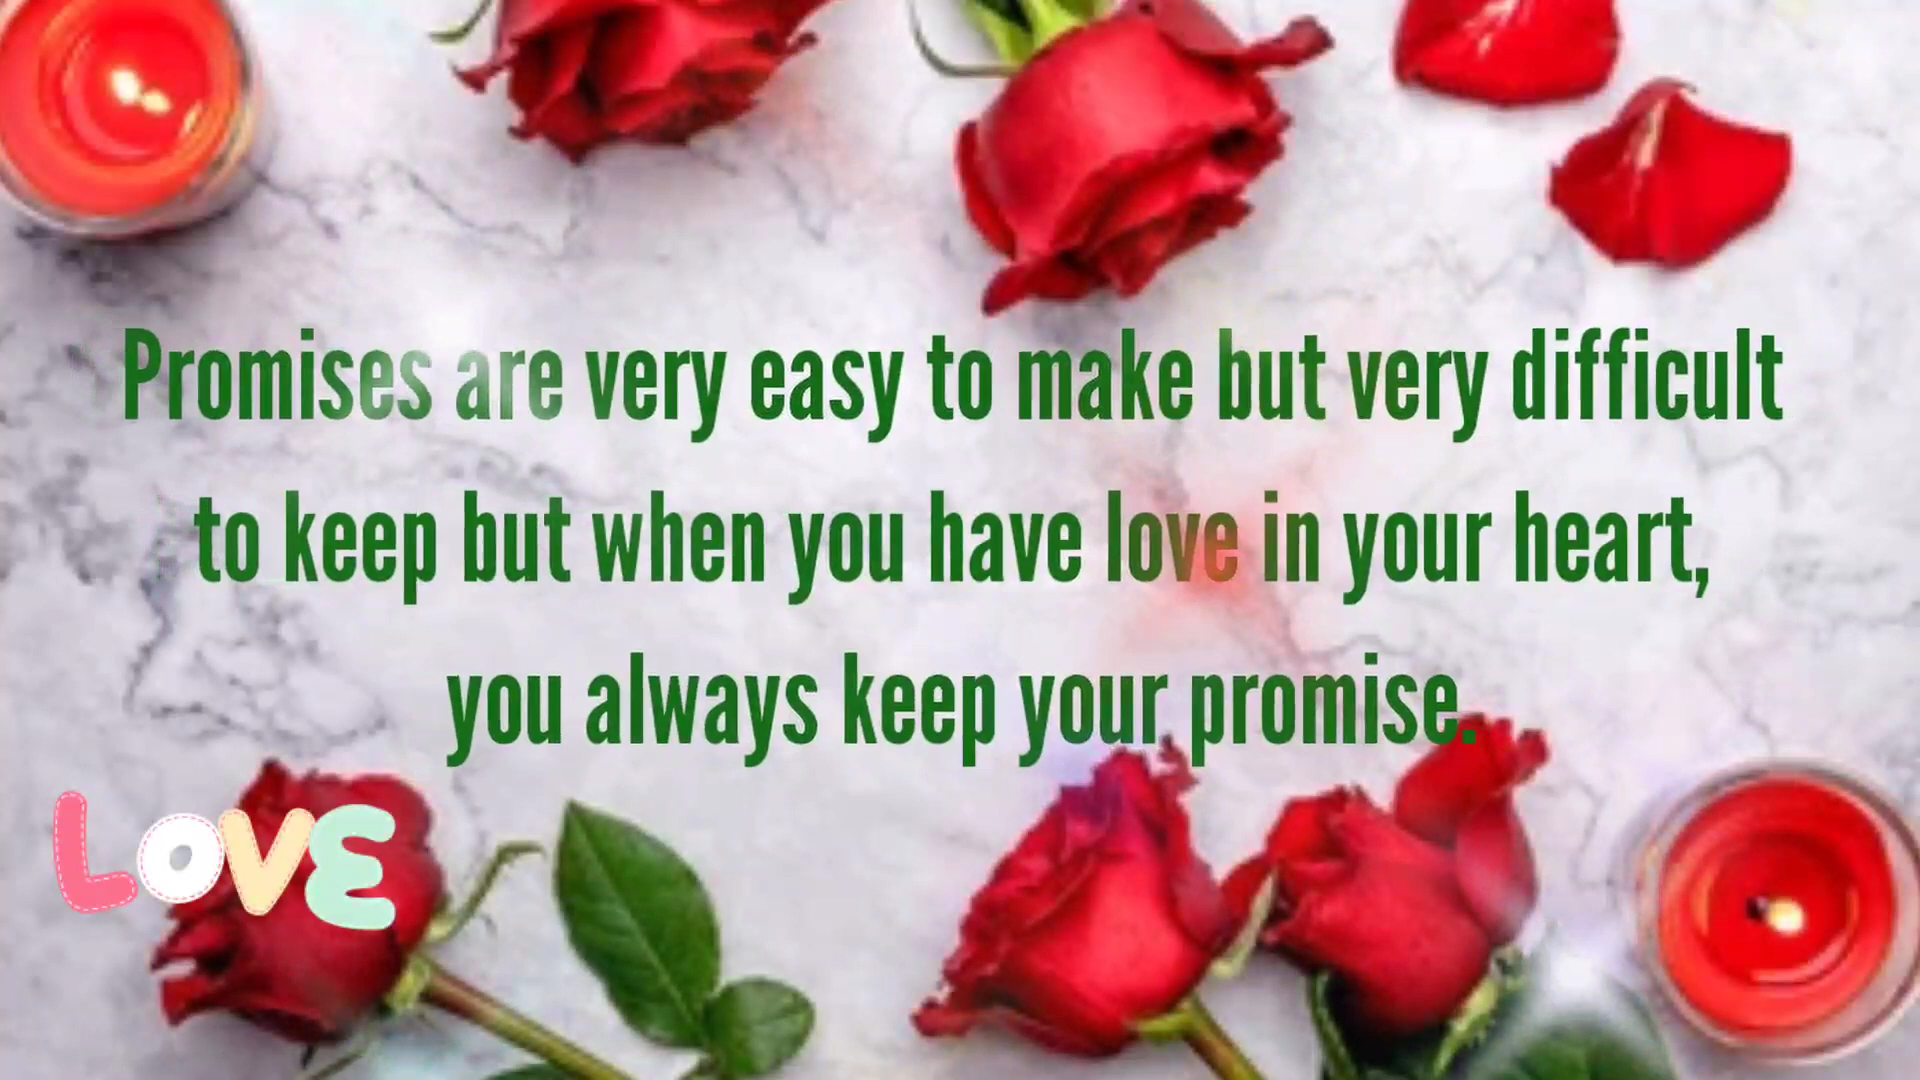 Promises are very easy to make but very difficult
to keep but when you have love in your heart,
you always keep your promise.
LOVE